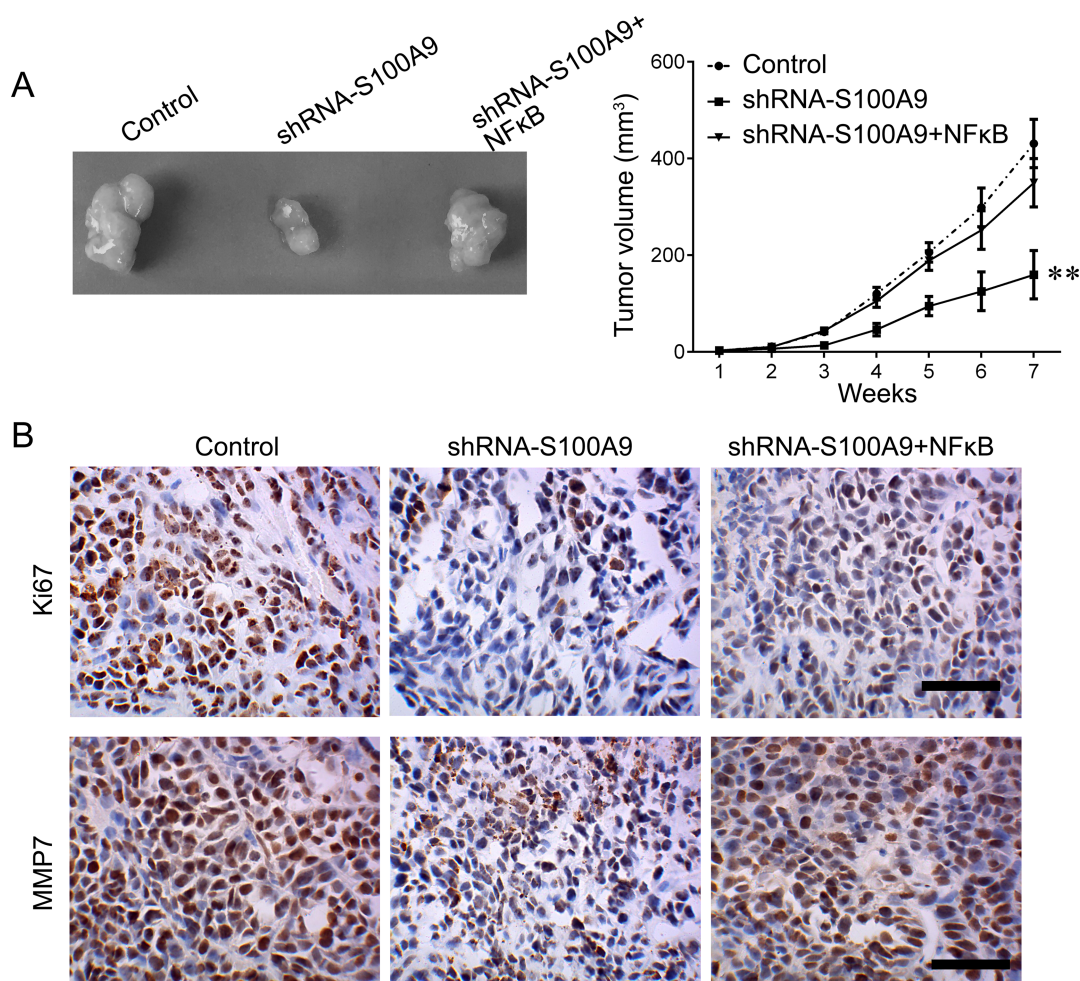 A
Control
shRNA-S100A9
shRNA-S100A9+
NFκB
Tumor volume (mm³)
600
400
200
0
Control
shRNA-S100A9
shRNA-S100A9+NFκB
**
1 2 3 4 5 6 7
Weeks
B
Control shRNA-S100A9 shRNA-S100A9+NFκB
Ki67
MMP7